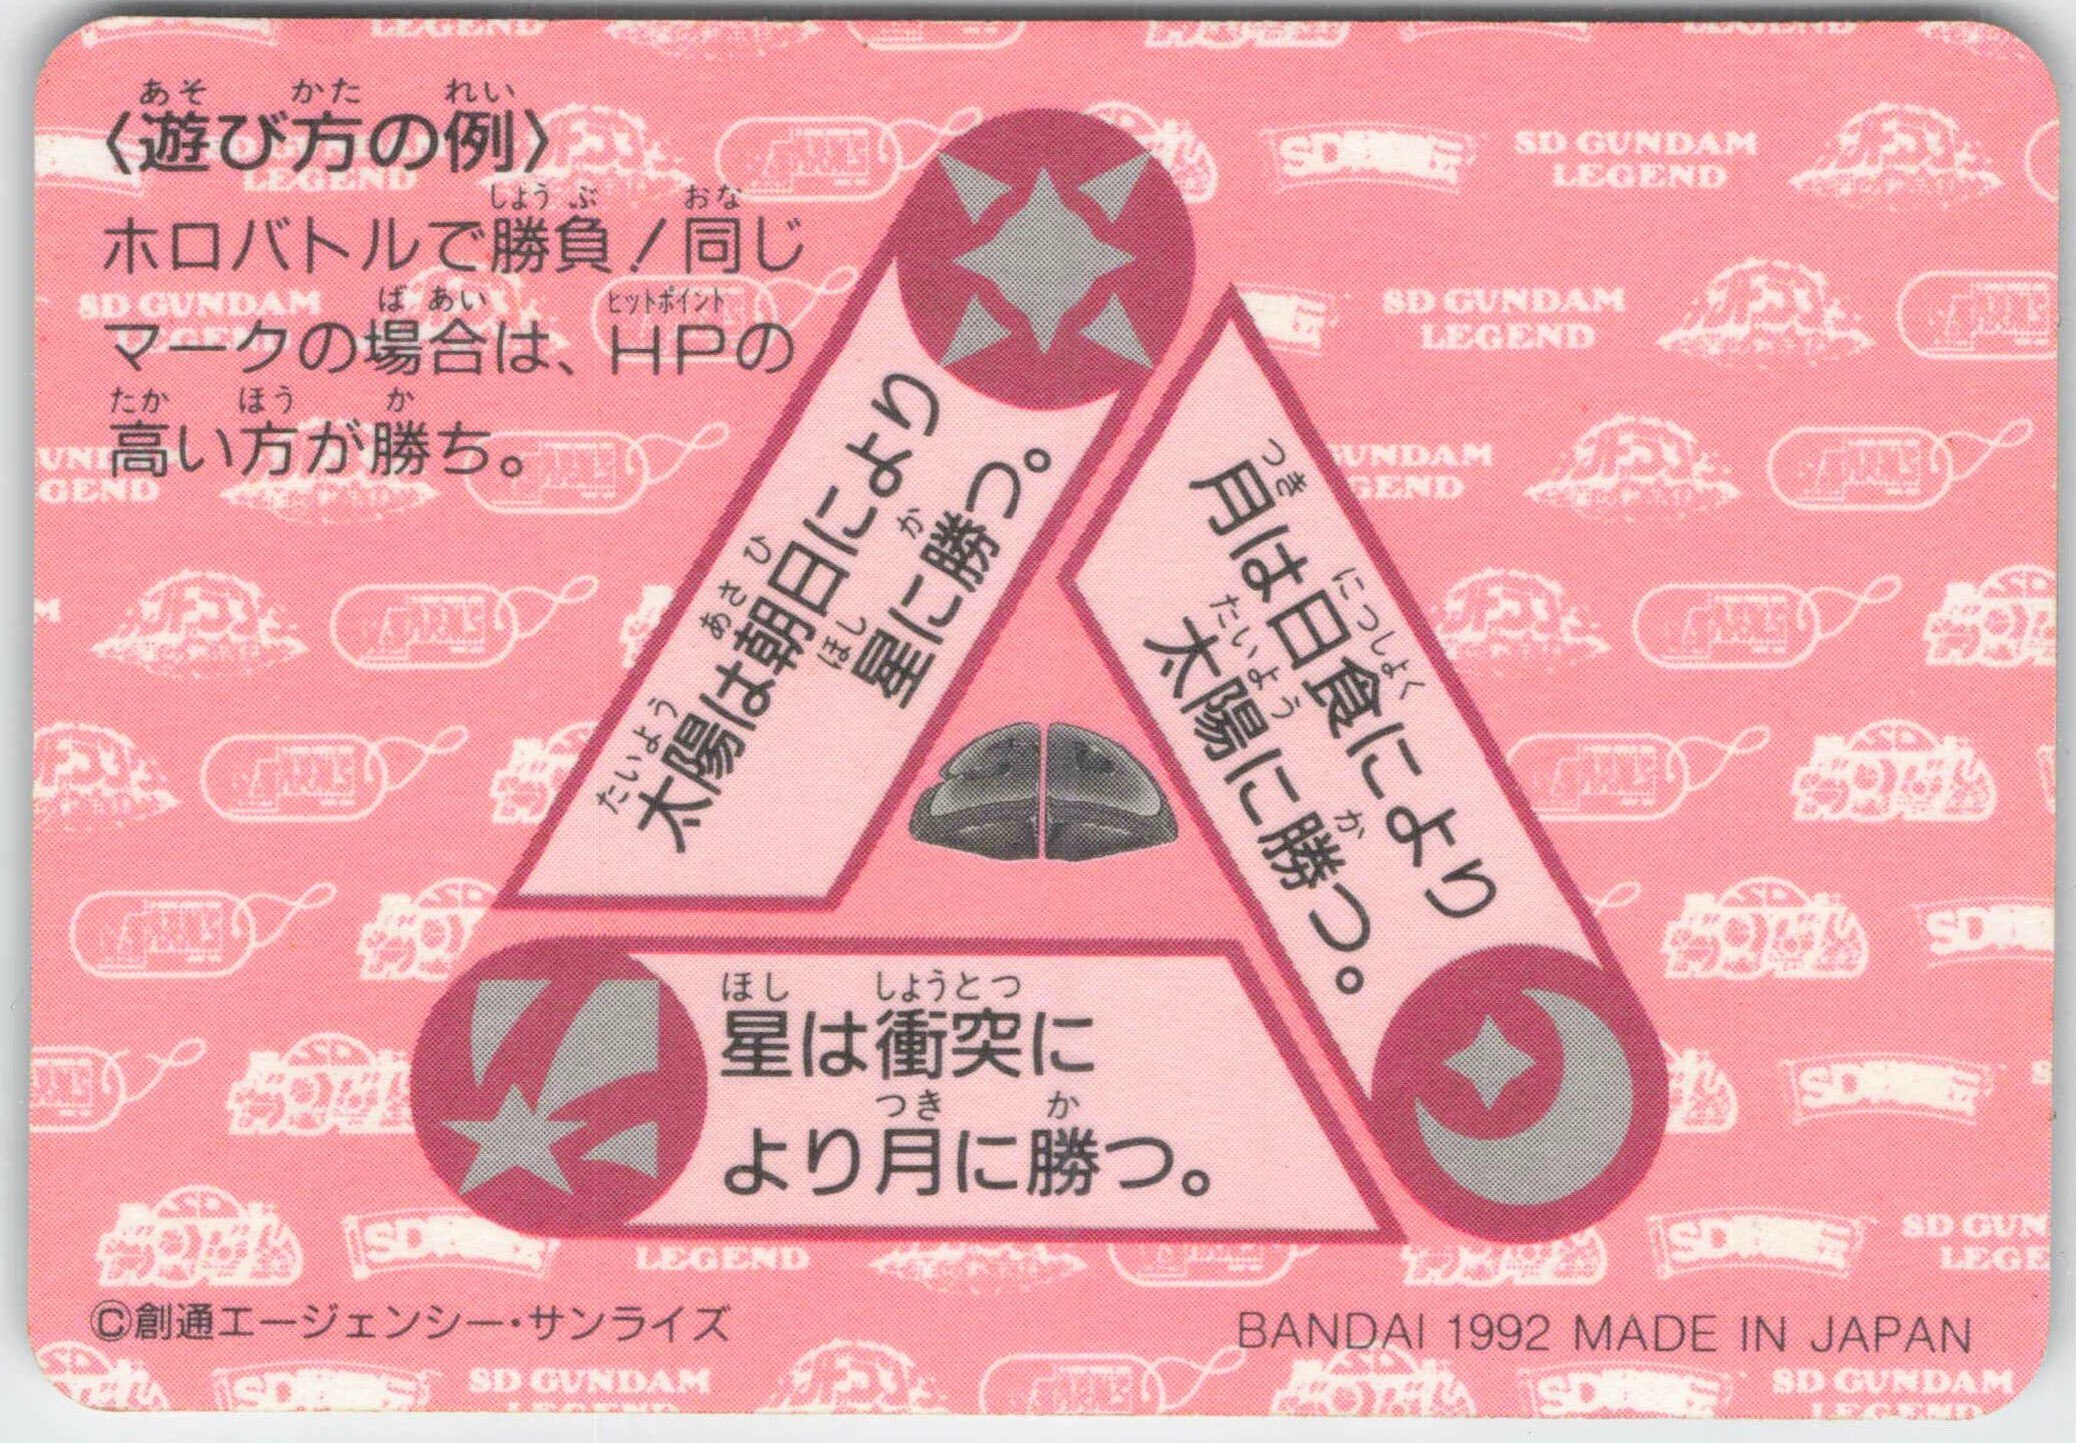 〈遊び方の例〉
ホロバトルで勝負!同じ
マークの場合は、HPの
高い方が勝ち。
太陽は朝日により
星に勝つ。
月は日食により
太陽に勝つ。
星は衝突に
より月に勝つ。
©創通エージェンシー・サンライズ
BANDAI 1992 MADE IN JAPAN
SD GUNDAM
LEGEND